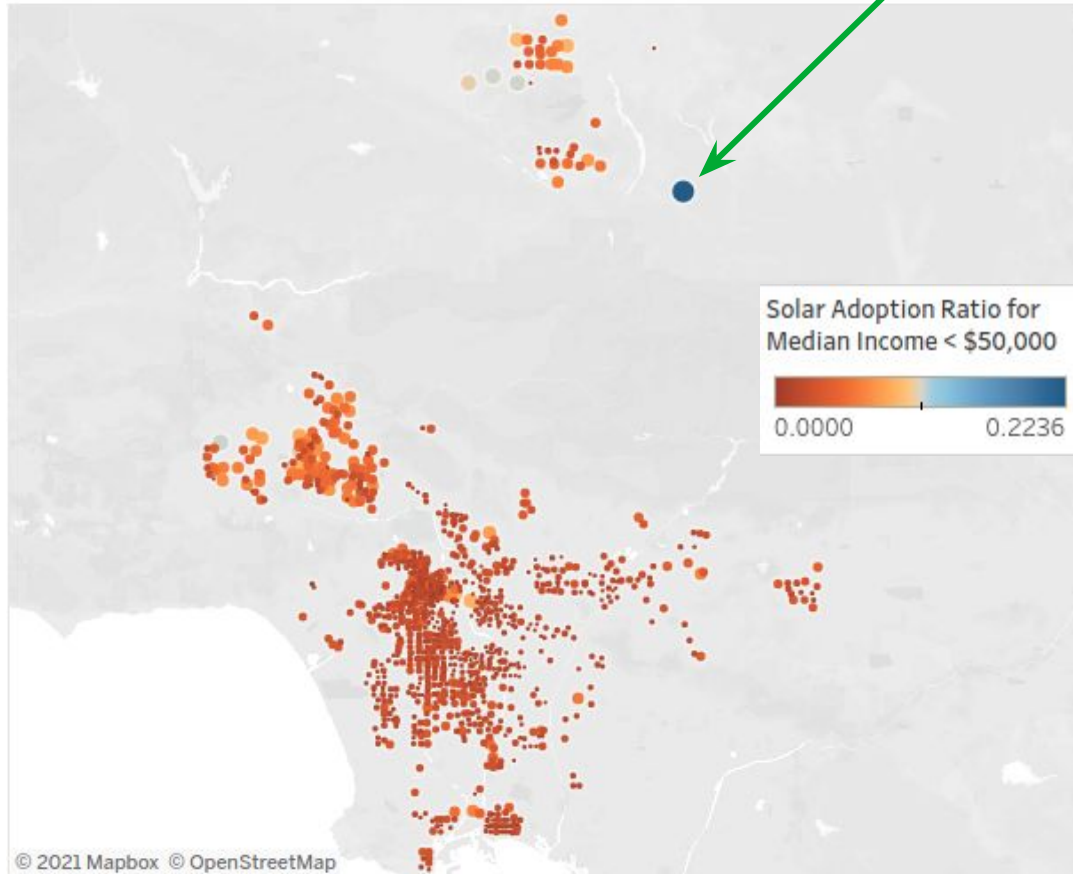 Solar Adoption Ratio for
Median Income < $50,000
0.0000 0.2236
© 2021 Mapbox © OpenStreetMap